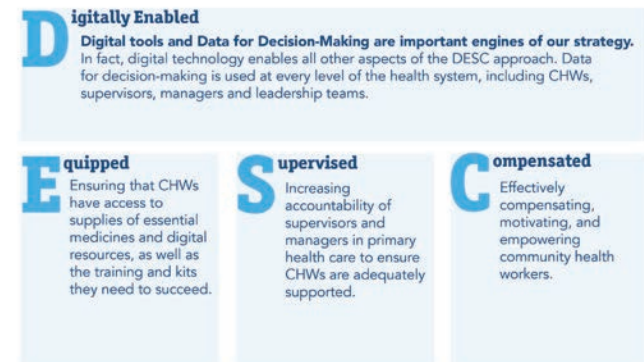 Digitally Enabled
Digital tools and Data for Decision-Making are important engines of our strategy.
In fact, digital technology enables all other aspects of the DESC approach. Data
for decision-making is used at every level of the health system, including CHWs,
supervisors, managers and leadership teams.
Equipped
Ensuring that CHWs
have access to
supplies of essential
medicines and digital
resources, as well as
the training and kits
they need to succeed.
Supervised
Increasing
accountability of
supervisors and
managers in primary
health care to ensure
CHWs are adequately
supported.
Compensated
Effectively
compensating,
motivating, and
empowering
community health
workers.